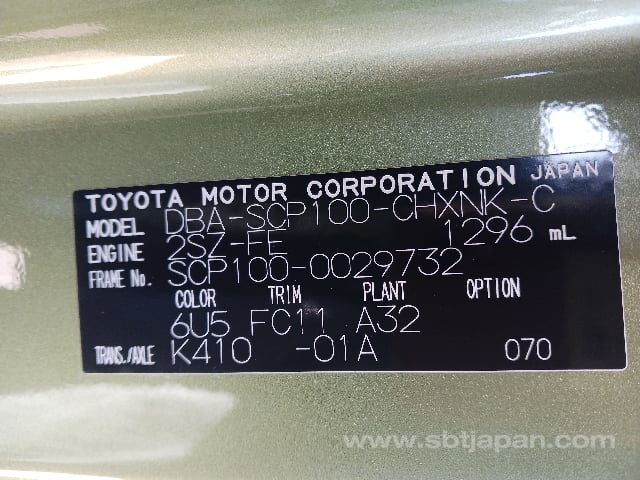 TOYOTA MOTOR CORPORATION JAPAN
MODEL DBA-SCP100-CHXNK-C
ENGINE 2SZ-FE 1296 mL
FRAME No. SCP100-0029732
COLOR TRIM PLANT OPTION
6U5 FC11 A32
TRANS./AXLE K410 -01A 070
www.sbtjapan.com